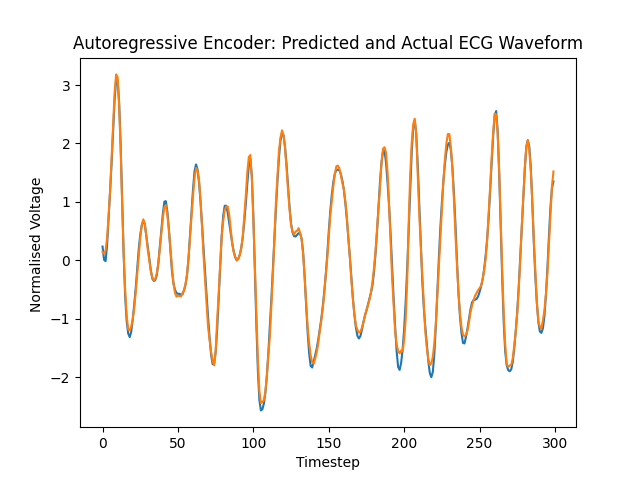 Autoregressive Encoder: Predicted and Actual ECG Waveform
3
2
1
0
−1
−2
Normalised Voltage
0 50 100 150 200 250 300
Timestep